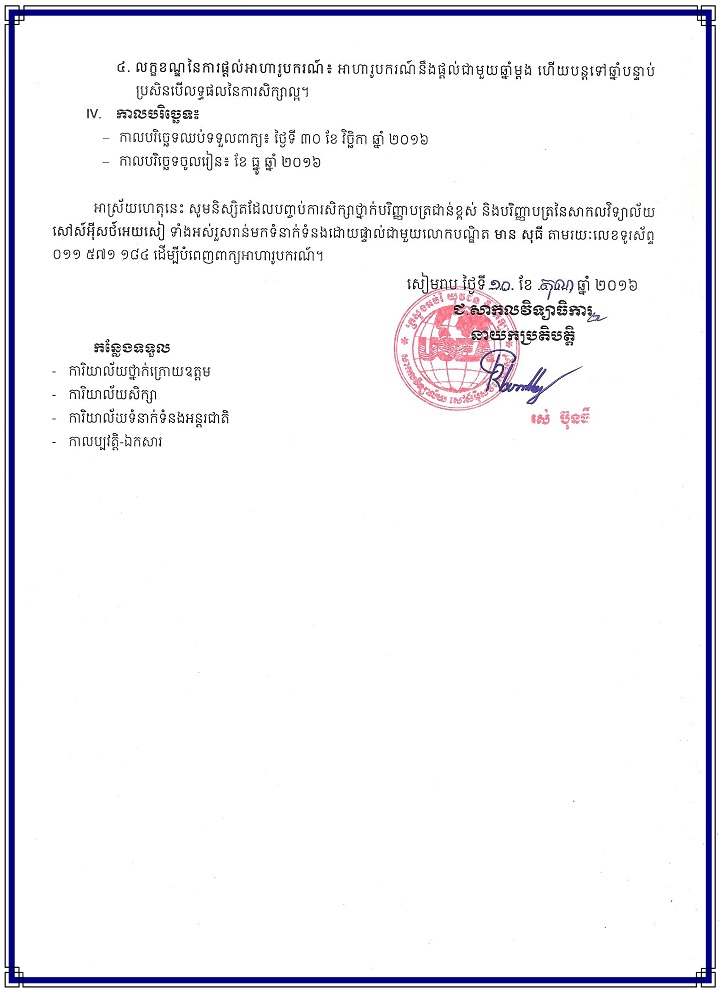 ៤. លក្ខខណ្ឌនៃការផ្តល់អាហារូបករណ៍៖ អាហារូបករណ៍នឹងផ្តល់ជាមួយឆ្នាំម្តង ហើយបន្តទៅឆ្នាំបន្ទាប់
ប្រសិនបើលទ្ធផលនៃការសិក្សាល្អ។
IV. កាលបរិច្ឆេទ៖
– កាលបរិច្ឆេទឈប់ទទួលពាក្យ៖ ថ្ងៃទី ៣០ ខែ វិច្ឆិកា ឆ្នាំ ២០១៦
– កាលបរិច្ឆេទចូលរៀន៖ ខែ ធ្នូ ឆ្នាំ ២០១៦
អាស្រ័យហេតុនេះ សូមនិស្សិតដែលបញ្ចប់ការសិក្សាថ្នាក់បរិញ្ញាបត្រជាន់ខ្ពស់ និងបរិញ្ញាបត្រនៃសាកលវិទ្យាល័យ
សៅស៍អ៊ីសថ៍អេយសៀ ទាំងអស់រួសរាន់មកទំនាក់ទំនងដោយផ្ទាល់ជាមួយលោកបណ្ឌិត មាន សុធី តាមរយៈលេខទូរស័ព្ទ
០១១ ៥៧១ ១៨៤ ដើម្បីបំពេញពាក្យអាហារូបករណ៍។
សៀមរាប ថ្ងៃទី ១០ ខែ តុលា ឆ្នាំ ២០១៦
ជ.សាកលវិទ្យាធិការ
នាយកប្រតិបត្តិ
USEA
រស់ ប៊ុនធី
កន្លែងទទួល
- ការិយាល័យថ្នាក់ក្រោយឧត្តម
- ការិយាល័យសិក្សា
- ការិយាល័យទំនាក់ទំនងអន្តរជាតិ
- កាលប្បវត្តិ-ឯកសារ